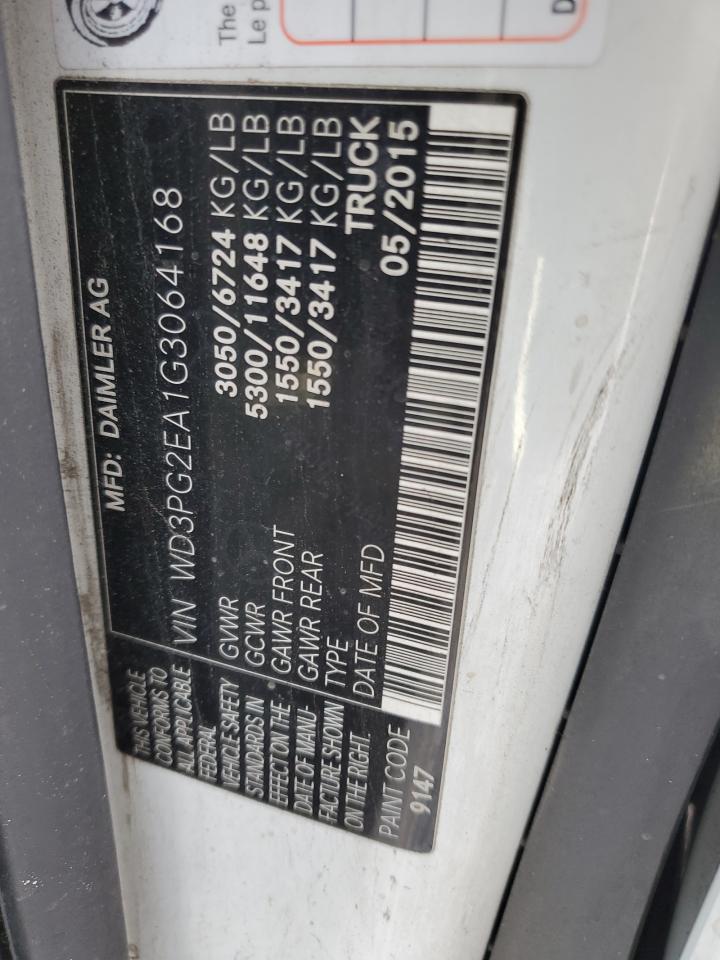 The
Le p
D
MFD: DAIMLER AG
VIN WD3PG2EA1G3064168
GVWR 3050/6724 KG/LB
GCWR 5300/11648 KG/LB
GAWR FRONT 1550/3417 KG/LB
GAWR REAR 1550/3417 KG/LB
TYPE TRUCK
DATE OF MFD 05/2015
THIS VEHICLE
CONFORMS TO
ALL APPLICABLE
FEDERAL
VEHICLE SAFETY
STANDARDS IN
EFFECT ON THE
DATE OF MANU-
FACTURE SHOWN
ON THE RIGHT.
PAINT CODE
9147